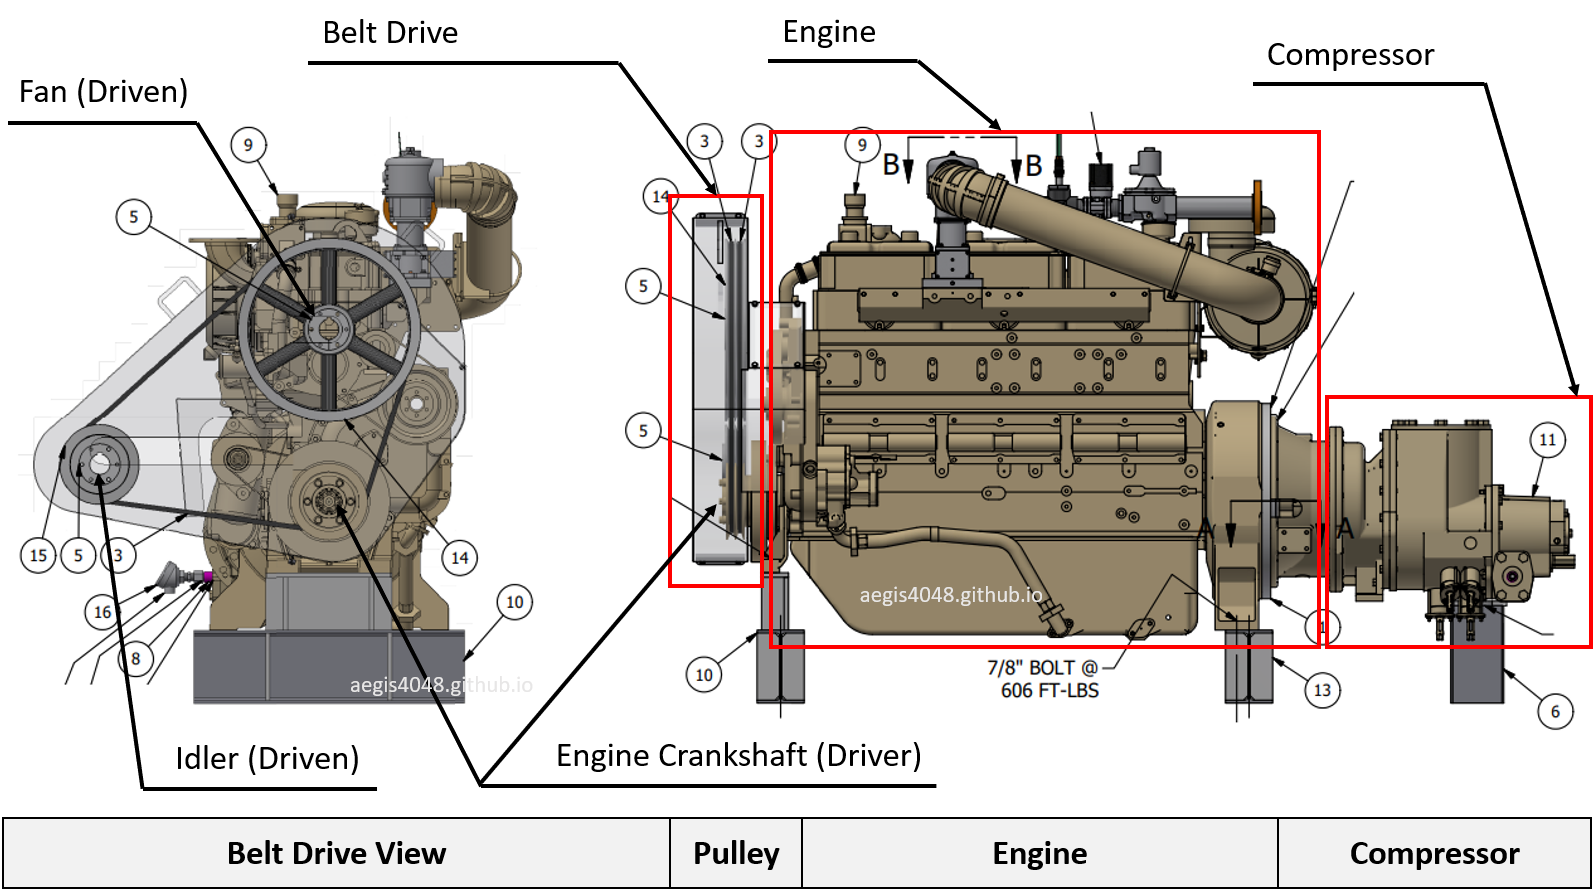 Belt Drive
Engine
Compressor
Fan (Driven)
9
3
3
9
B
B
14
5
5
5
11
15
5
3
14
A
A
16
10
aegis4048.github.io
1
8
10
7/8" BOLT @
606 FT-LBS
13
6
aegis4048.github.io
Idler (Driven)
Engine Crankshaft (Driver)
Belt Drive View
Pulley
Engine
Compressor